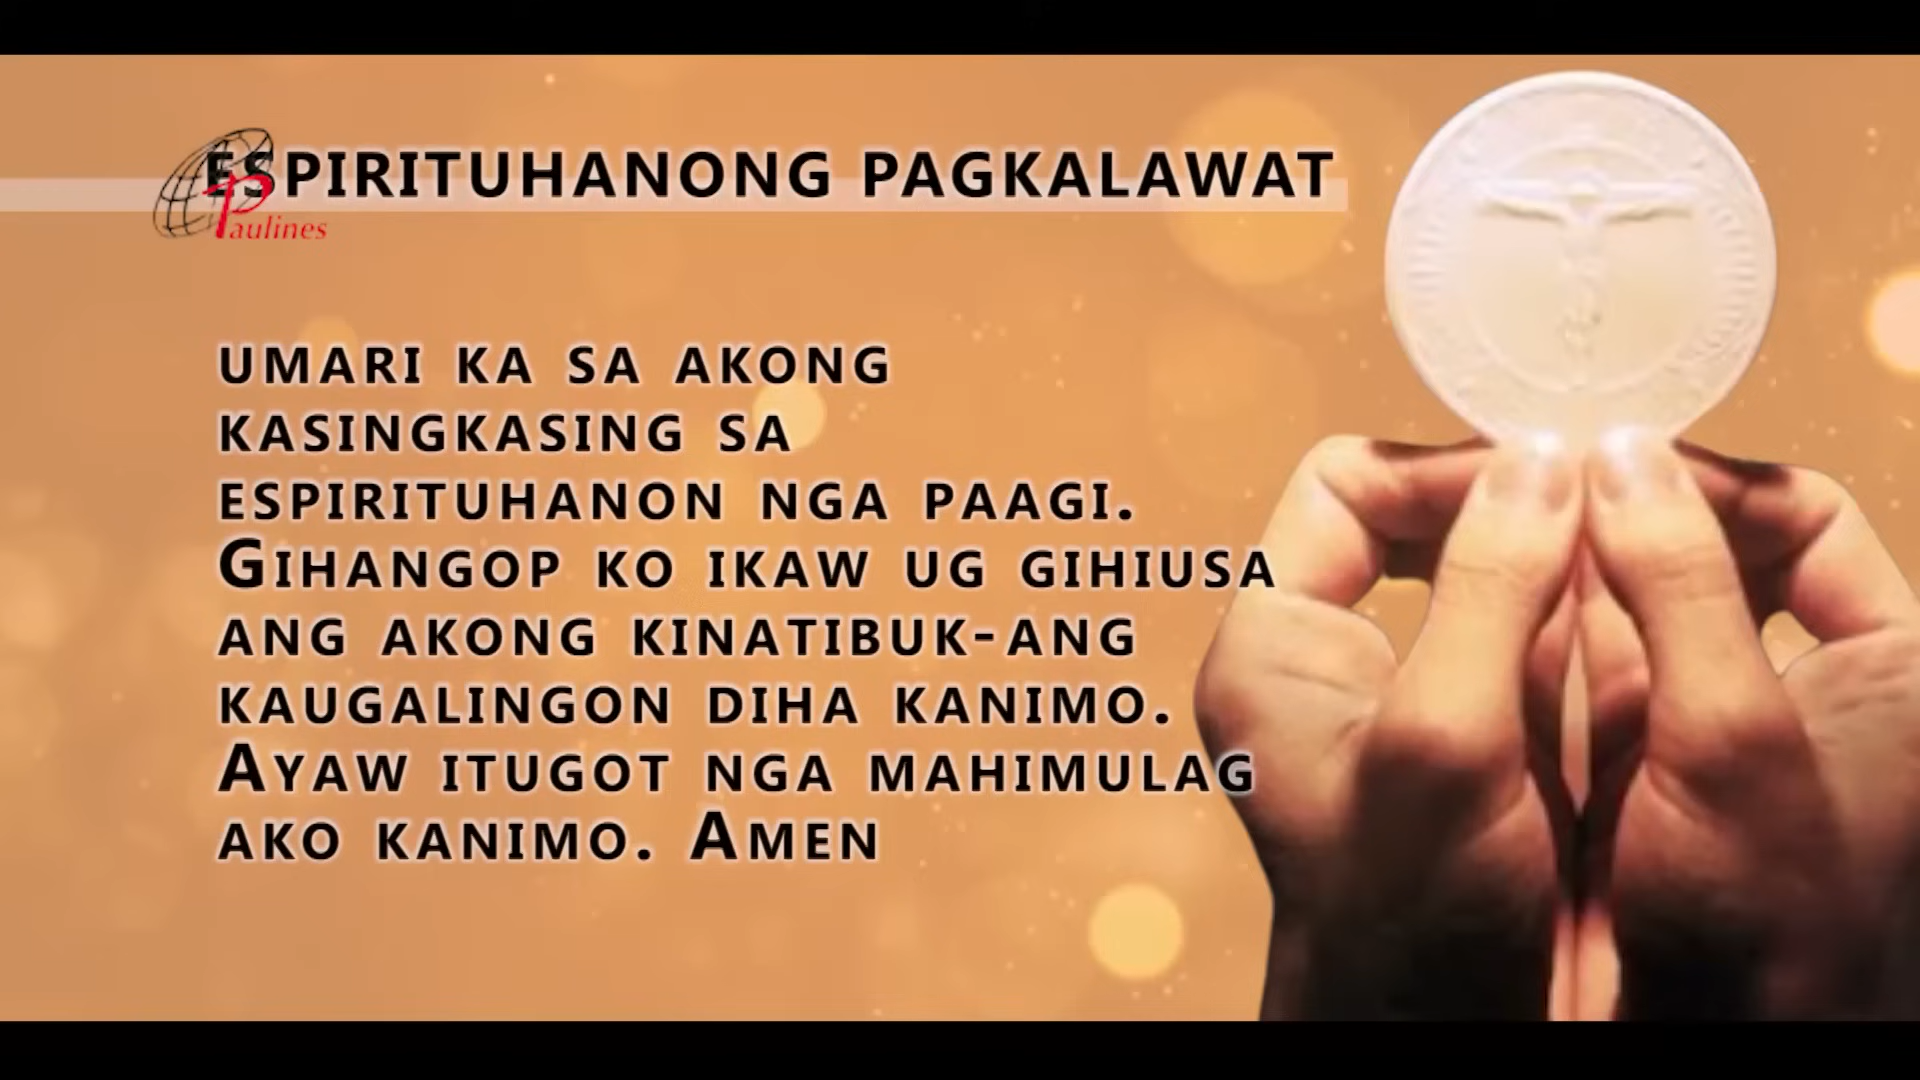 ESPIRITUHANONG PAGKALAWAT
Paulines
UMARI KA SA AKONG
KASINGKASING SA
ESPIRITUHANON NGA PAAGI.
GIHANGOP KO IKAW UG GIHIUSA
ANG AKONG KINATIBUK-ANG
KAUGALINGON DIHA KANIMO.
AYAW ITUGOT NGA MAHIMULAG
AKO KANIMO. AMEN